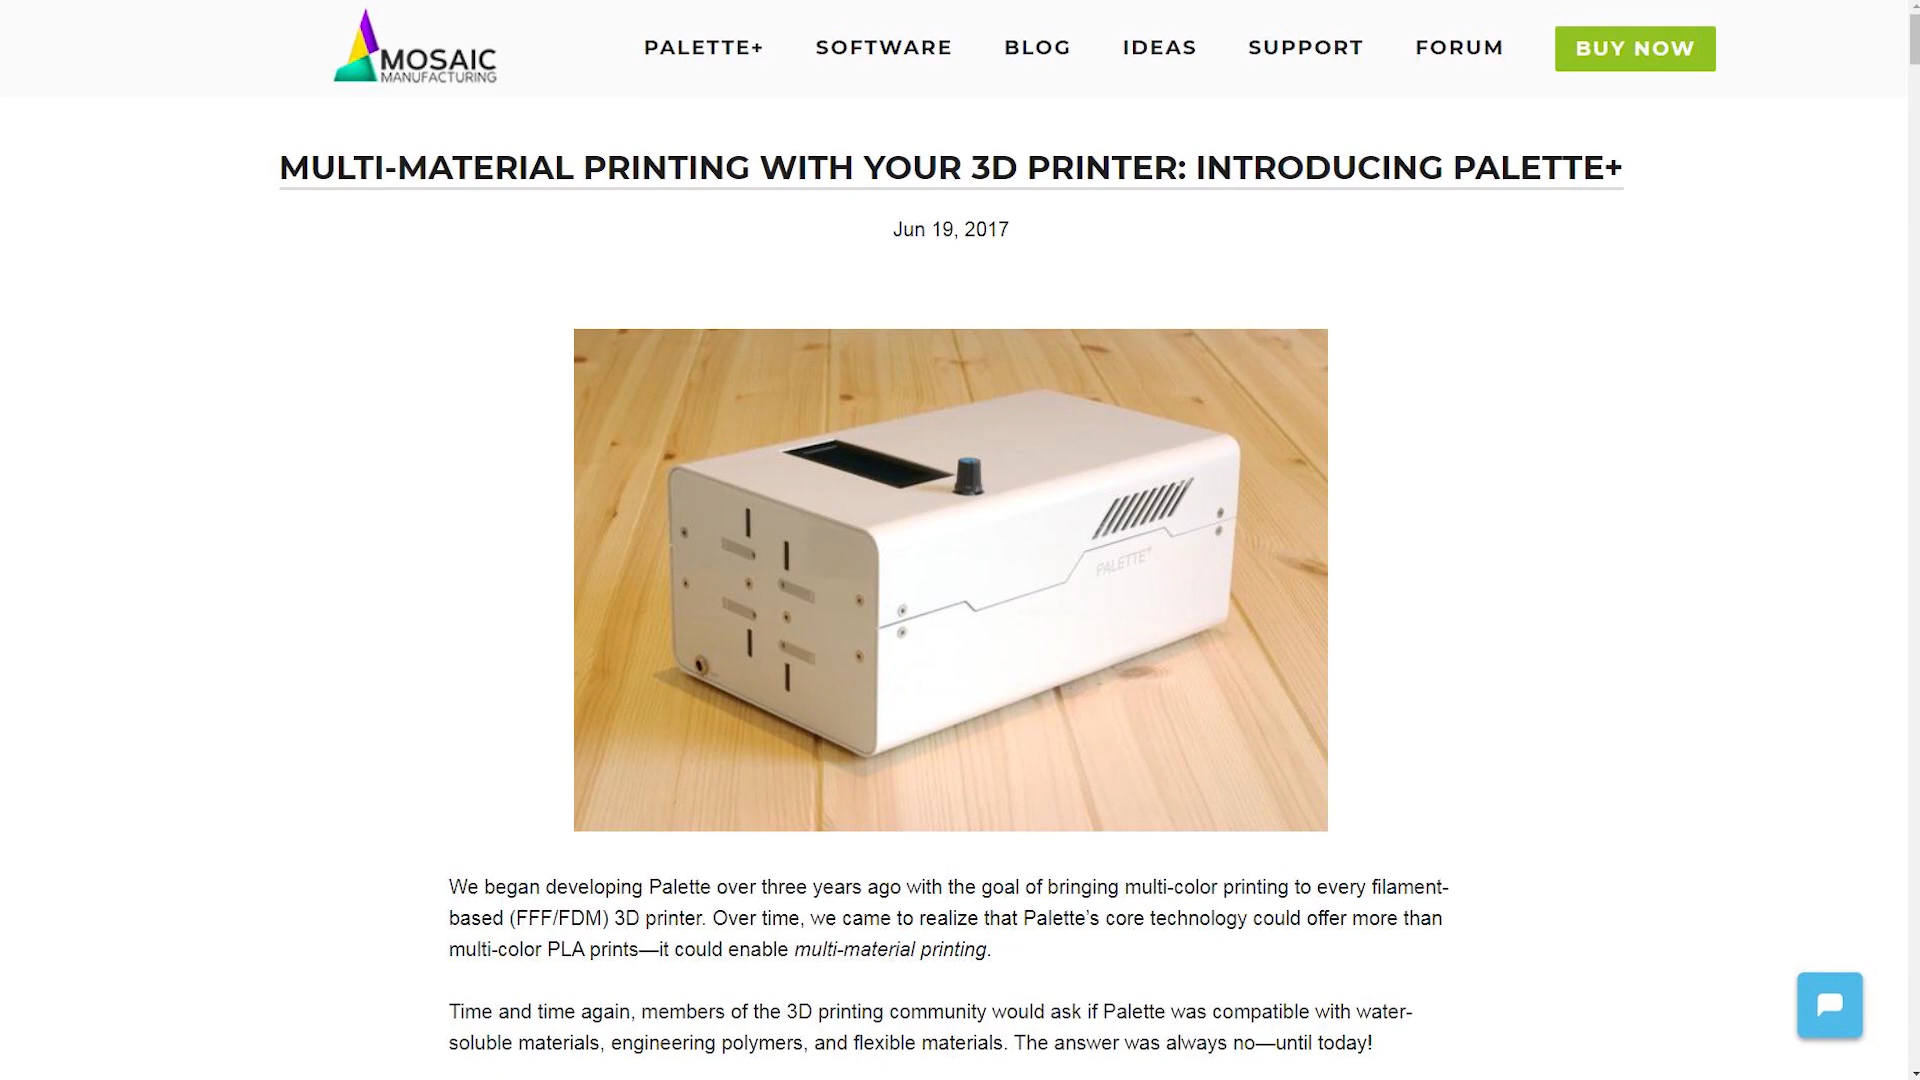 MOSAIC
MANUFACTURING
PALETTE+ SOFTWARE BLOG IDEAS SUPPORT FORUM BUY NOW
MULTI-MATERIAL PRINTING WITH YOUR 3D PRINTER: INTRODUCING PALETTE+
Jun 19, 2017
PALETTE+
We began developing Palette over three years ago with the goal of bringing multi-color printing to every filament-
based (FFF/FDM) 3D printer. Over time, we came to realize that Palette’s core technology could offer more than
multi-color PLA prints—it could enable multi-material printing.
Time and time again, members of the 3D printing community would ask if Palette was compatible with water-
soluble materials, engineering polymers, and flexible materials. The answer was always no—until today!